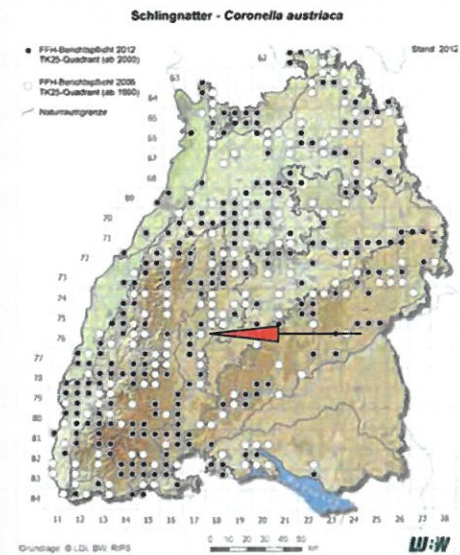 Schlingnatter - Coronella austriaca
FFH-Berichtspflicht 2012
TK25-Quadrant (ab 2000)
FFH-Berichtspflicht 2006
TK25-Quadrant (ab 1990)
Naturraumgrenze
Stand: 2012
62
63
64
65
66
67
68
69
70
71
72
73
74
75
76
77
78
79
80
81
82
83
84
11 12 13 14 15 16 17 18 19 20 21 22 23 24 25 26 27 28
0 10 20 30 40 50 km
Grundlage: © LGL BW, RIPS
LUBW